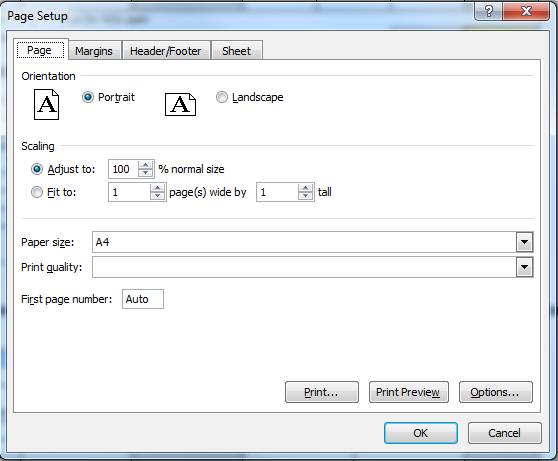 Page Setup
Page Margins Header/Footer Sheet
Orientation
A Portrait A Landscape
Scaling
Adjust to: 100 % normal size
Fit to: 1 page(s) wide by 1 tall
Paper size: A4
Print quality:
First page number: Auto
Print... Print Preview Options...
OK Cancel